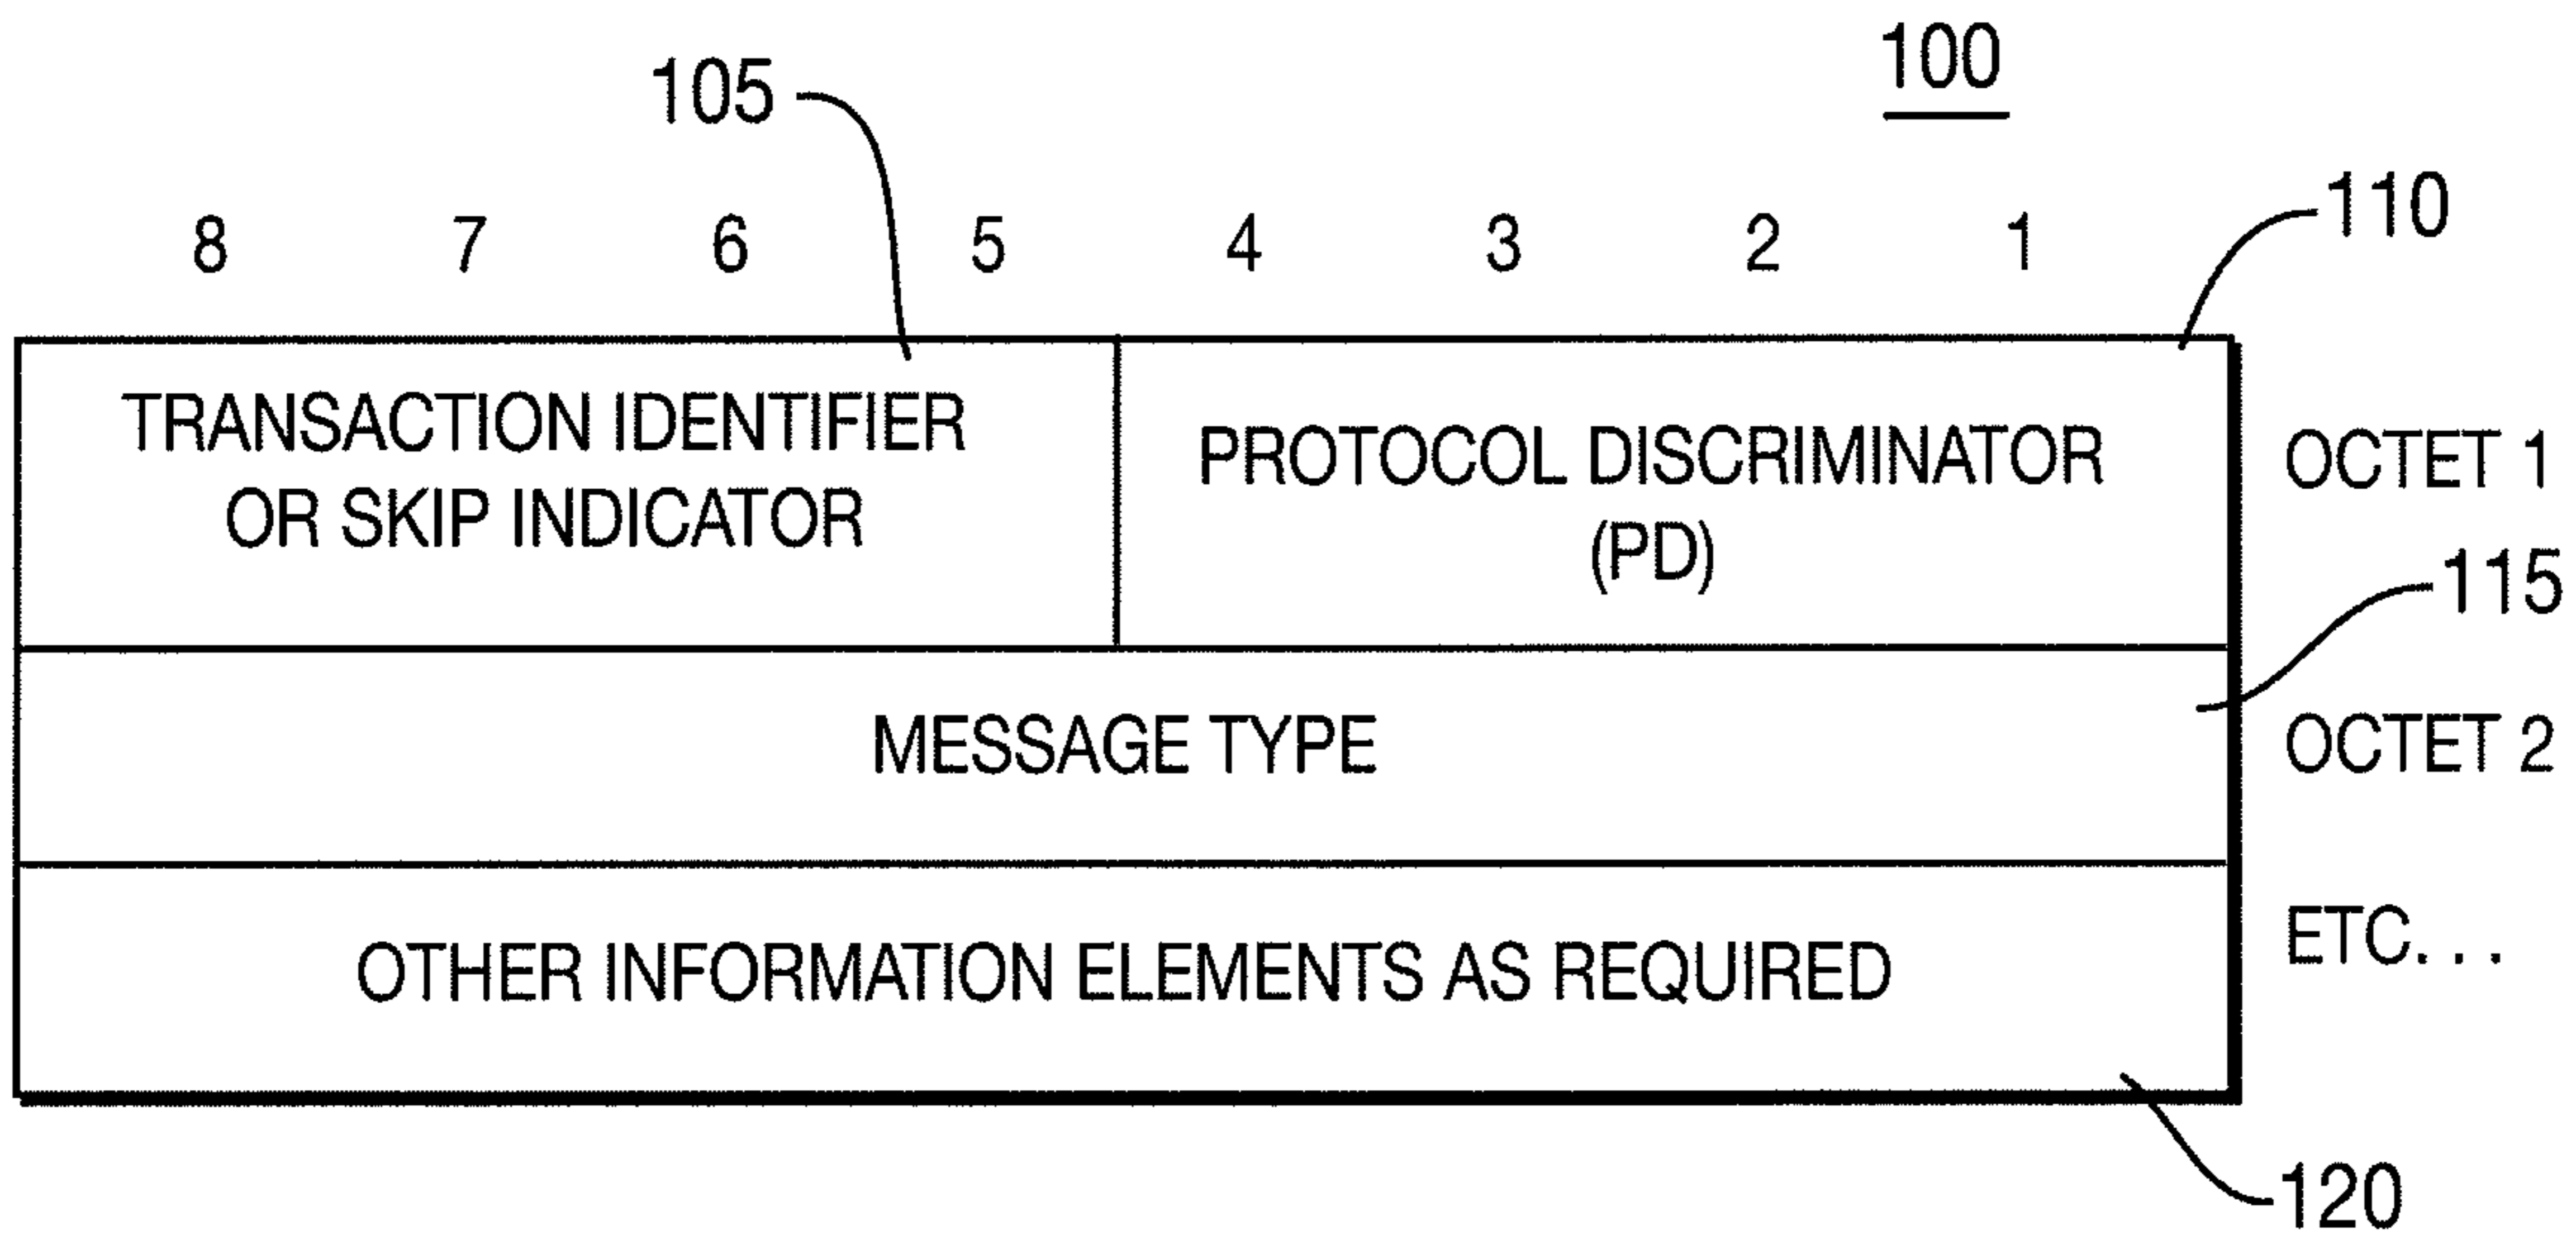 100
105
110
8 7 6 5 4 3 2 1
TRANSACTION IDENTIFIER
OR SKIP INDICATOR
PROTOCOL DISCRIMINATOR
(PD)
OCTET 1
115
MESSAGE TYPE
OCTET 2
OTHER INFORMATION ELEMENTS AS REQUIRED
ETC...
120